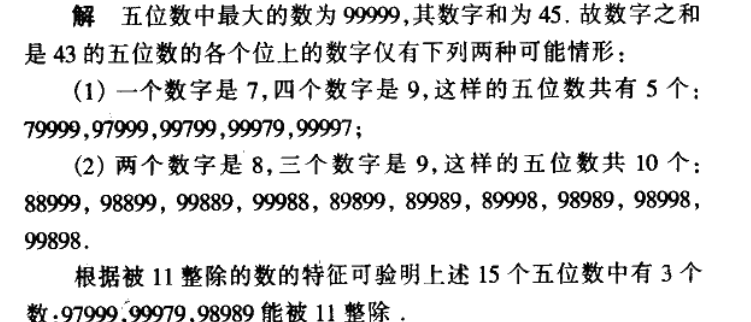 解 五位数中最大的数为 99999,其数字和为 45. 故数字之和
是 43 的五位数的各个位上的数字仅有下列两种可能情形:
(1) 一个数字是 7,四个数字是 9,这样的五位数共有 5 个:
79999,97999,99799,99979,99997;
(2) 两个数字是 8,三个数字是 9,这样的五位数共 10 个:
88999, 98899, 99889, 99988, 89899, 89989, 89998, 98989, 98998,
99898.
根据被 11 整除的数的特征可验明上述 15 个五位数中有 3 个
数:97999,99979,98989 能被 11 整除.